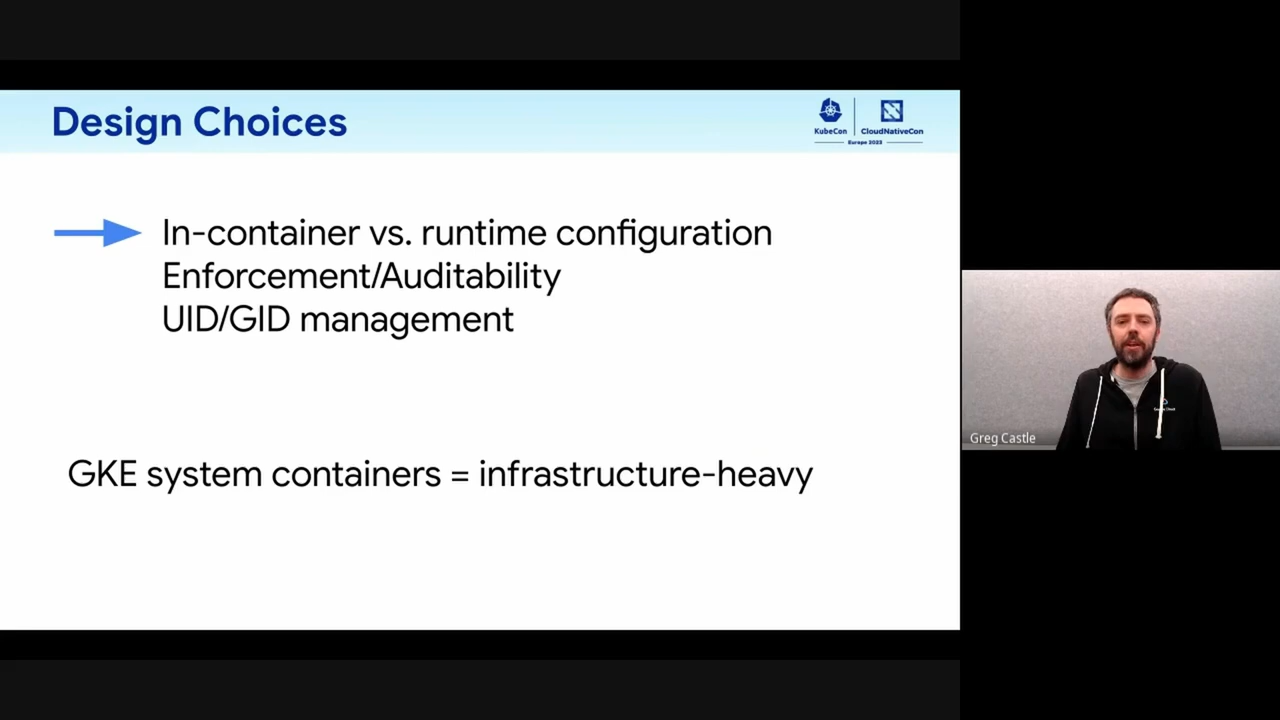 Design Choices
KubeCon
CloudNativeCon
Europe 2023
In-container vs. runtime configuration
Enforcement/Auditability
UID/GID management
GKE system containers = infrastructure-heavy
Greg Castle